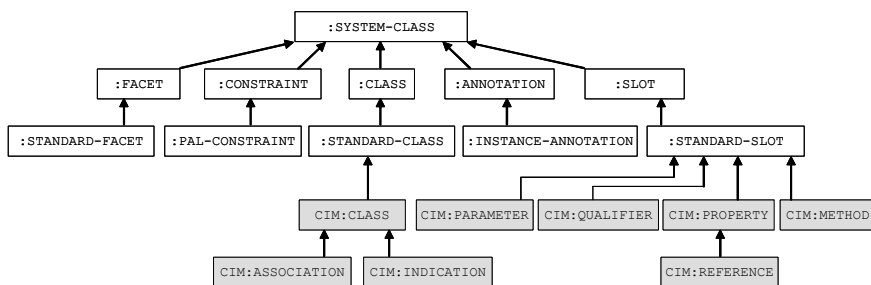 :SYSTEM-CLASS
:FACET
:CONSTRAINT
:CLASS
:ANNOTATION
:SLOT
:STANDARD-FACET
:PAL-CONSTRAINT
:STANDARD-CLASS
:INSTANCE-ANNOTATION
:STANDARD-SLOT
CIM:CLASS
CIM:PARAMETER
CIM:QUALIFIER
CIM:PROPERTY
CIM:METHOD
CIM:ASSOCIATION
CIM:INDICATION
CIM:REFERENCE